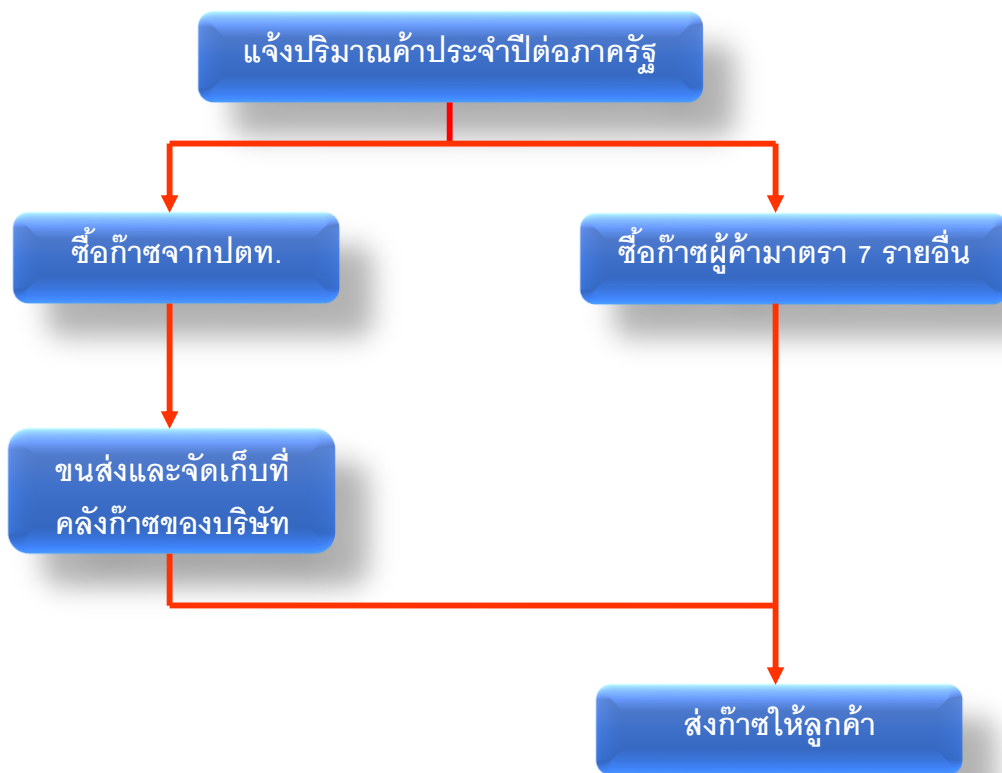 แจ้งปริมาณค้าประจำปีต่อภาครัฐ
ซื้อก๊าซจากปตท.
ซื้อก๊าซผู้ค้ามาตรา 7 รายอื่น
ขนส่งและจัดเก็บที่
คลังก๊าซของบริษัท
ส่งก๊าซให้ลูกค้า